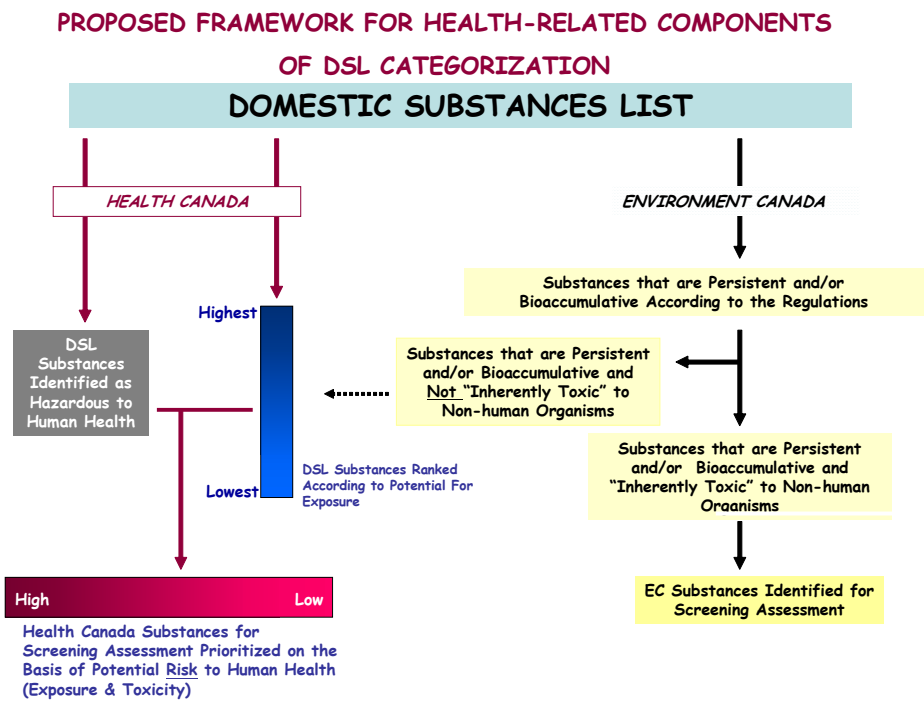 PROPOSED FRAMEWORK FOR HEALTH-RELATED COMPONENTS
OF DSL CATEGORIZATION
DOMESTIC SUBSTANCES LIST
HEALTH CANADA
ENVIRONMENT CANADA
Substances that are Persistent and/or
Bioaccumulative According to the Regulations
Highest
DSL
Substances
Identified as
Hazardous to
Human Health
Substances that are Persistent
and/or Bioaccumulative and
Not "Inherently Toxic" to
Non-human Organisms
Substances that are Persistent
and/or Bioaccumulative and
"Inherently Toxic" to Non-human
Organisms
Lowest
DSL Substances Ranked
According to Potential For
Exposure
High
Low
EC Substances Identified for
Screening Assessment
Health Canada Substances for
Screening Assessment Prioritized on the
Basis of Potential Risk to Human Health
(Exposure & Toxicity)